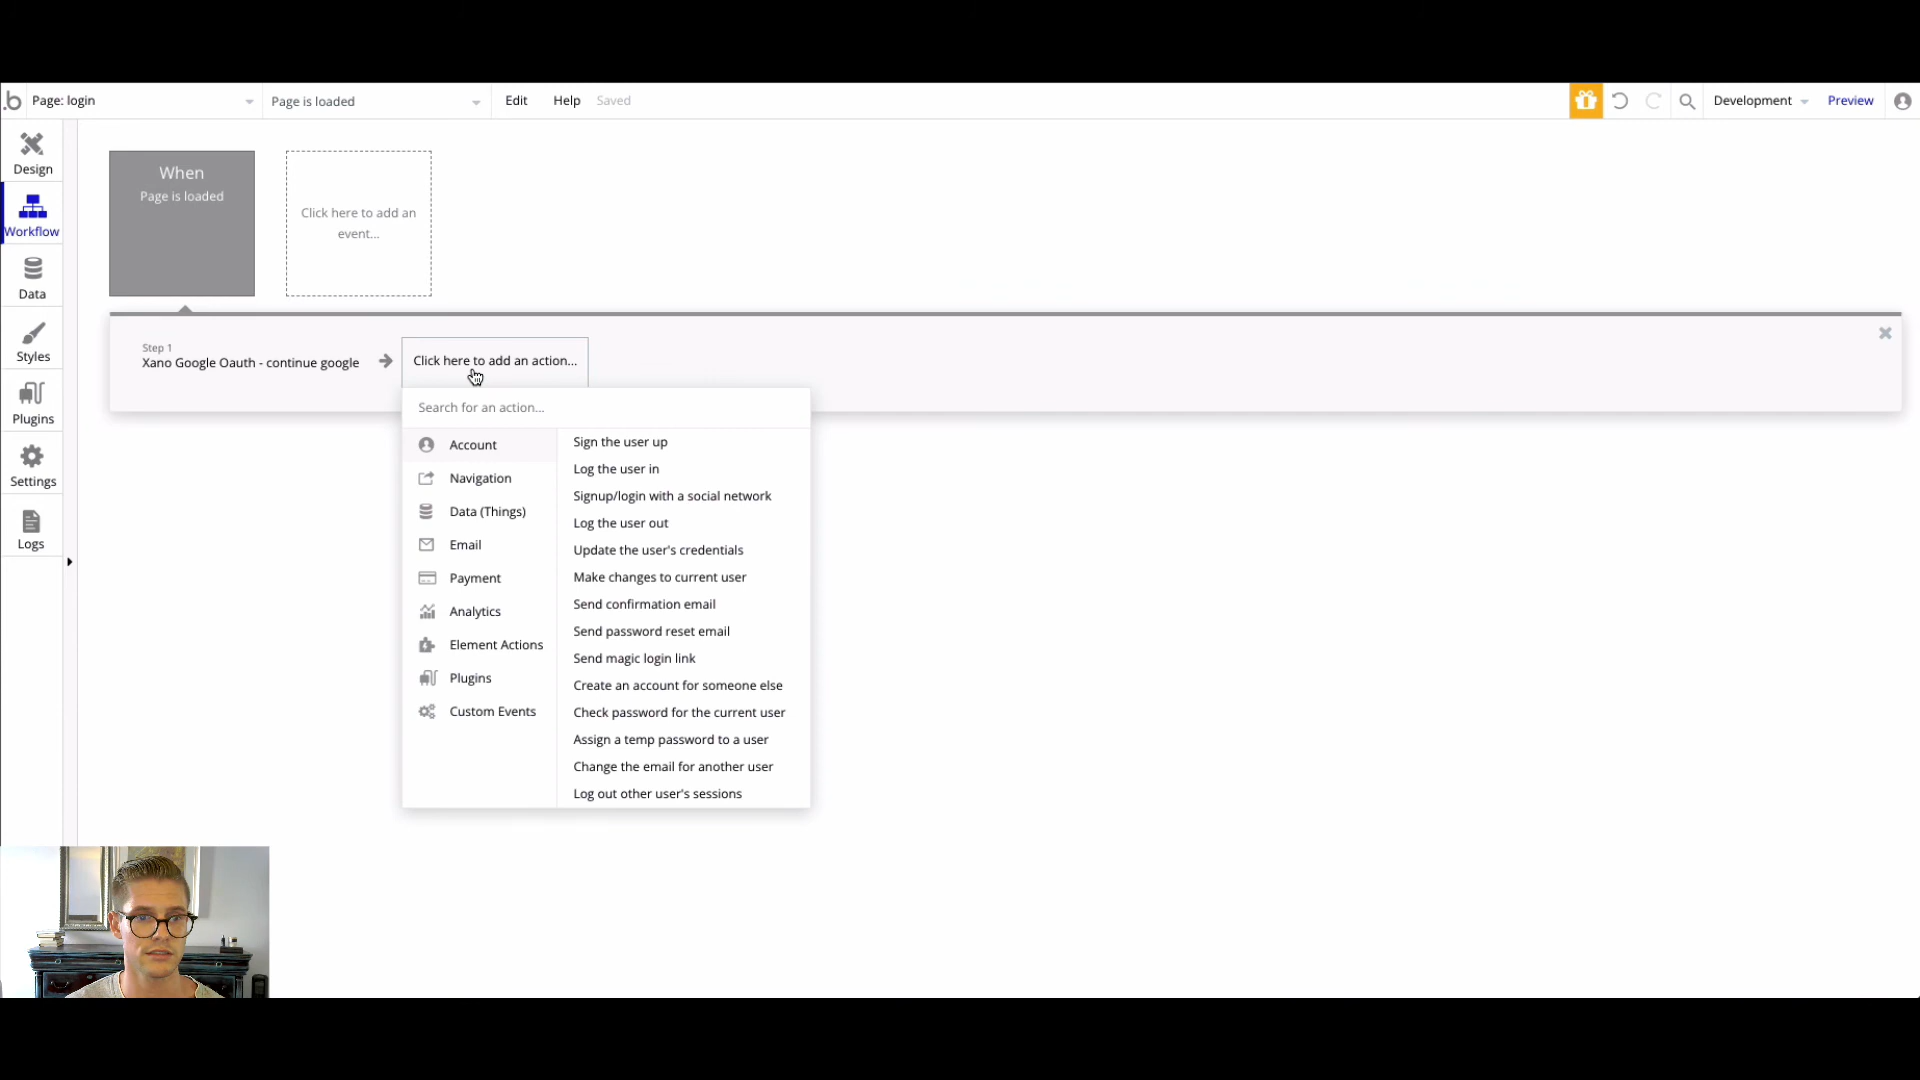 .b Page: login Page is loaded Edit Help Saved Development Preview
Design
Workflow
Data
Styles
Plugins
Settings
Logs
When
Page is loaded
Click here to add an
event...
Step 1
Xano Google Oauth - continue google
Click here to add an action...
Search for an action...
Account
Navigation
Data (Things)
Email
Payment
Analytics
Element Actions
Plugins
Custom Events
Sign the user up
Log the user in
Signup/login with a social network
Log the user out
Update the user's credentials
Make changes to current user
Send confirmation email
Send password reset email
Send magic login link
Create an account for someone else
Check password for the current user
Assign a temp password to a user
Change the email for another user
Log out other user's sessions